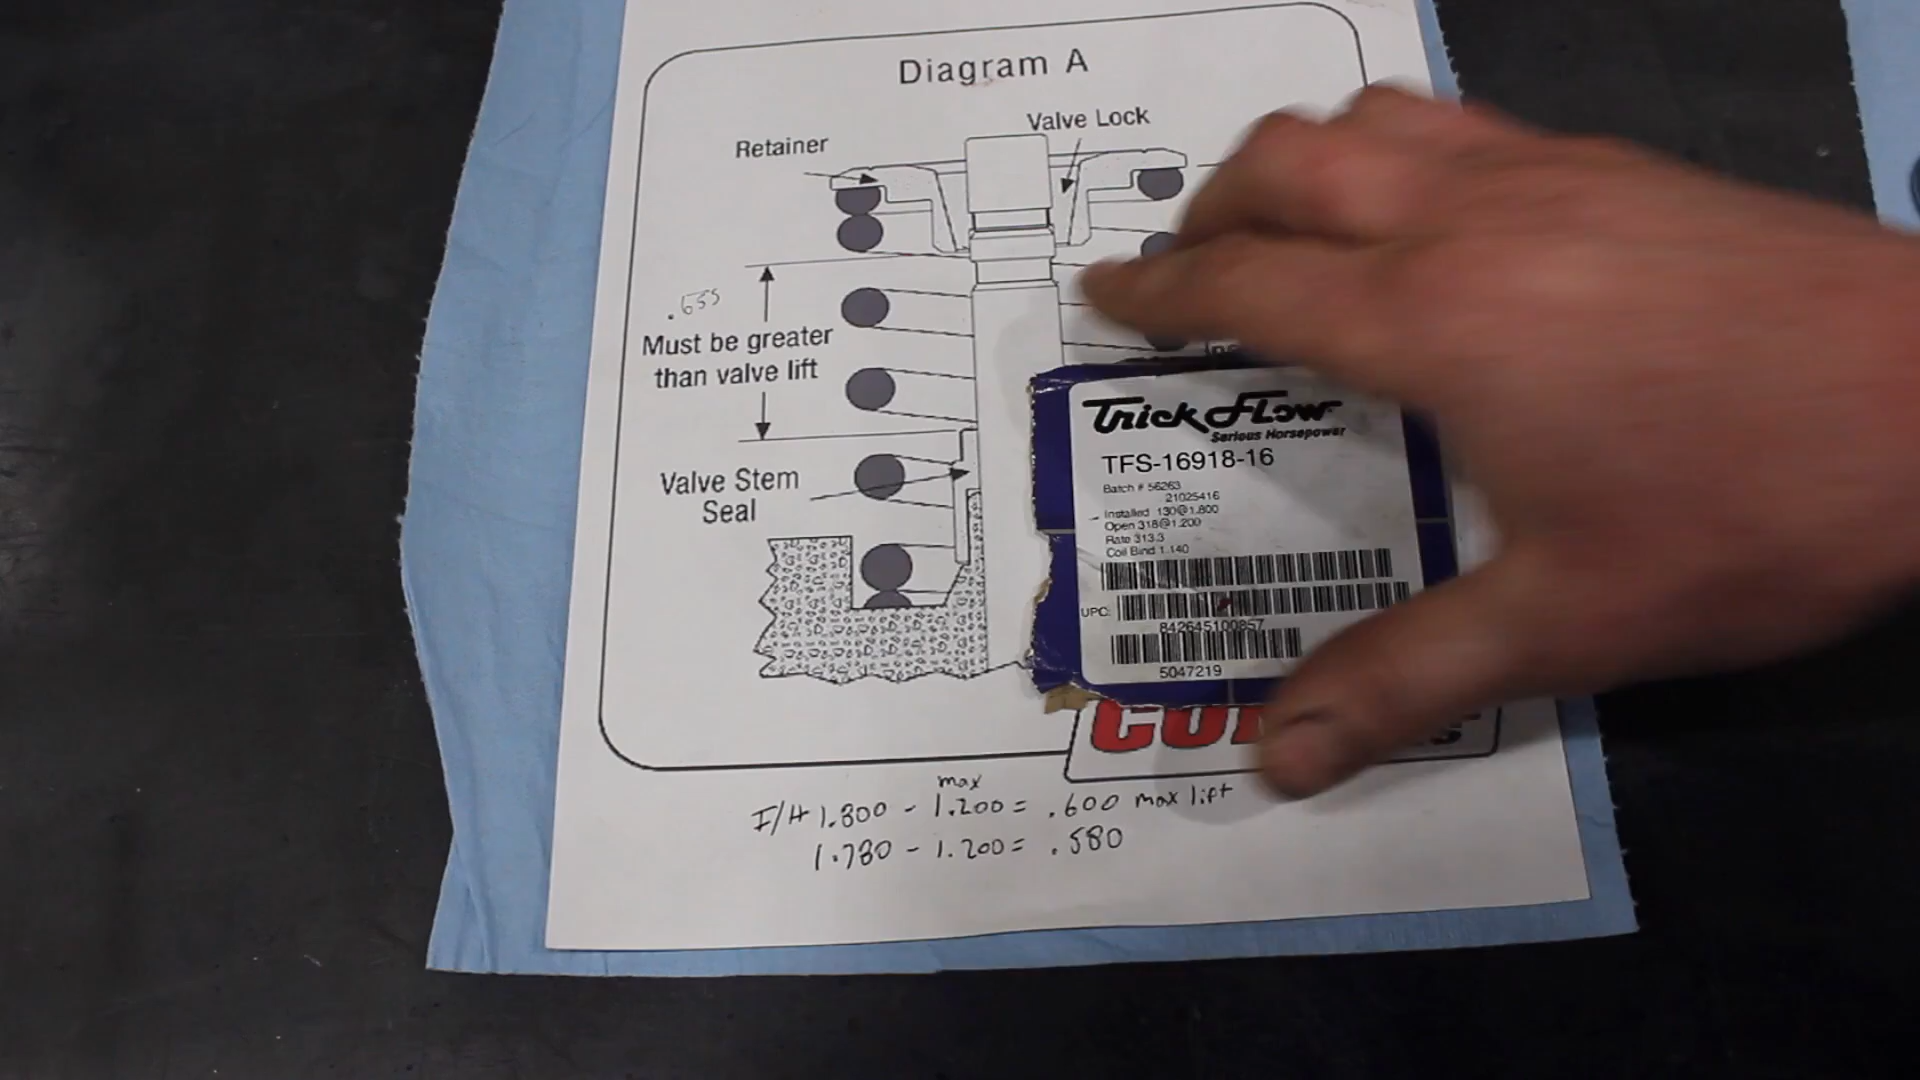 Diagram A
Valve Lock
Retainer
.655
Must be greater
than valve lift
Valve Stem
Seal
Trick Flow
Serious Horsepower
TFS-16918-16
Batch # 56263
21025416
Installed 130@1.800
Open 318@1.200
Rate 313.3
Coil Bind 1.140
UPC:
842645100857
5047219
max
I/H 1.800 - 1.200 = .600 max lift
1.780 - 1.200 = .580